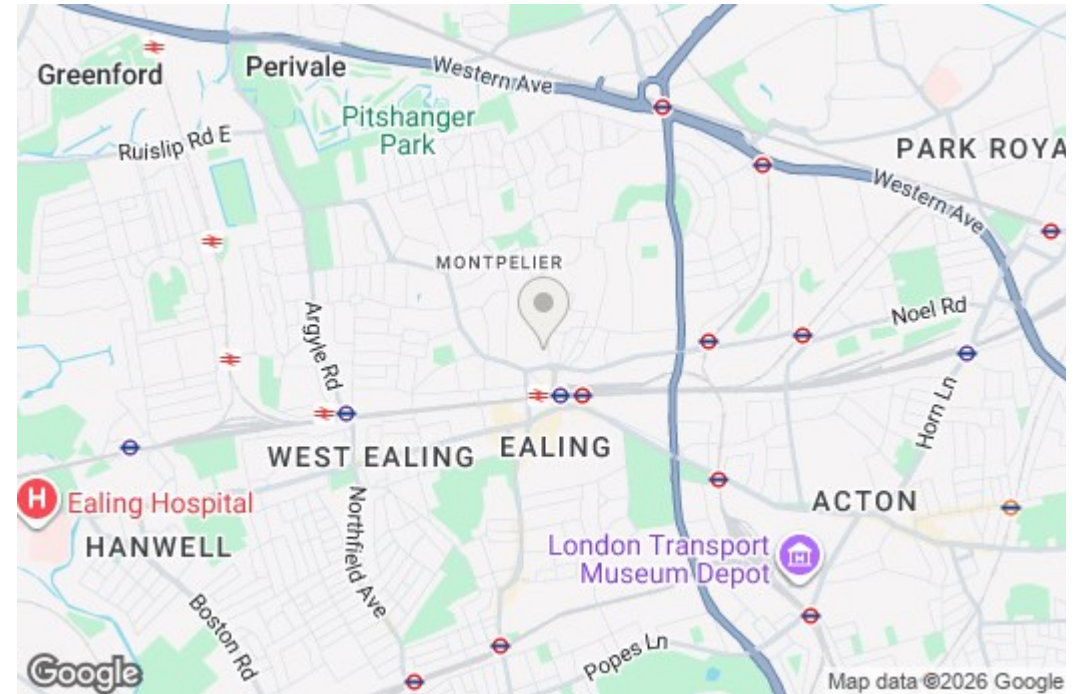 Greenford
Perivale
Western Ave
Pitshanger
Park
Ruislip Rd E
PARK ROYA
Western Ave
MONTPELIER
Argyle Rd
Noel Rd
Horn Ln
WEST EALING
EALING
H
Ealing Hospital
HANWELL
Northfield Ave
ACTON
London Transport
Museum Depot
Boston Rd
Popes Ln
Google
Map data ©2026 Google